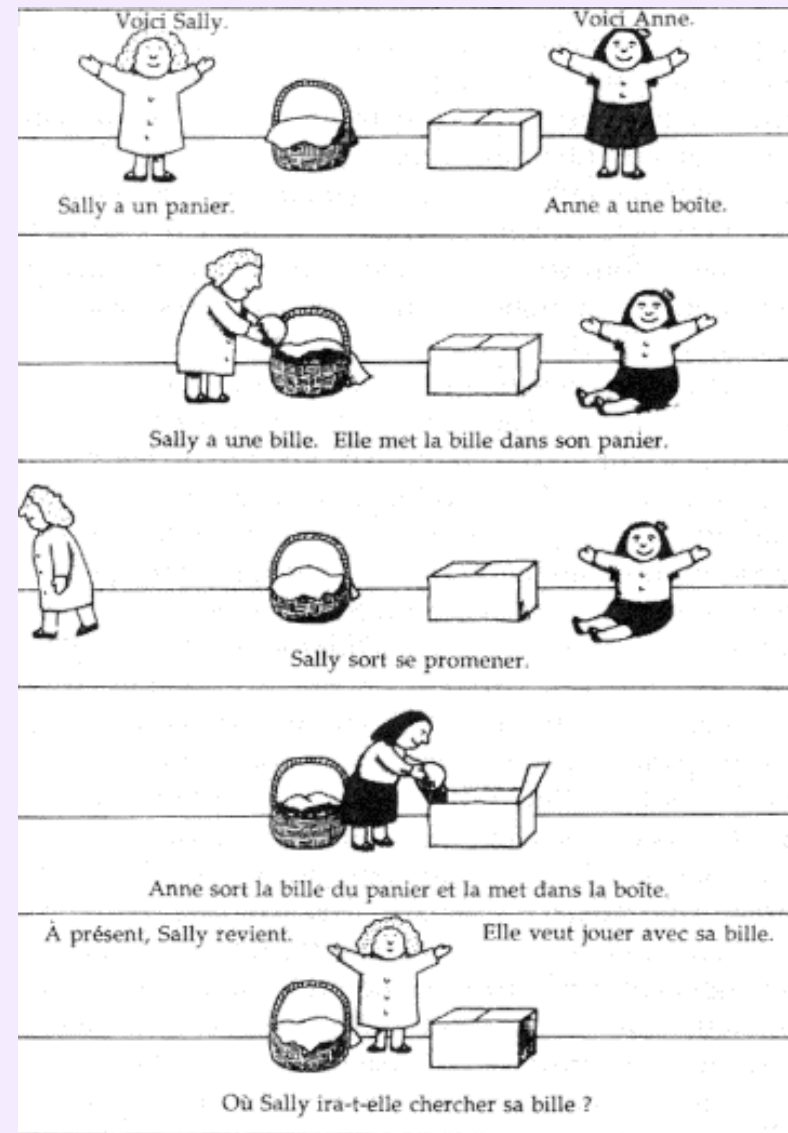 Voici Sally.
Voici Anne.
Sally a un panier.
Anne a une boîte.
Sally a une bille. Elle met la bille dans son panier.
Sally sort se promener.
Anne sort la bille du panier et la met dans la boîte.
À présent, Sally revient.
Elle veut jouer avec sa bille.
Où Sally ira-t-elle chercher sa bille ?